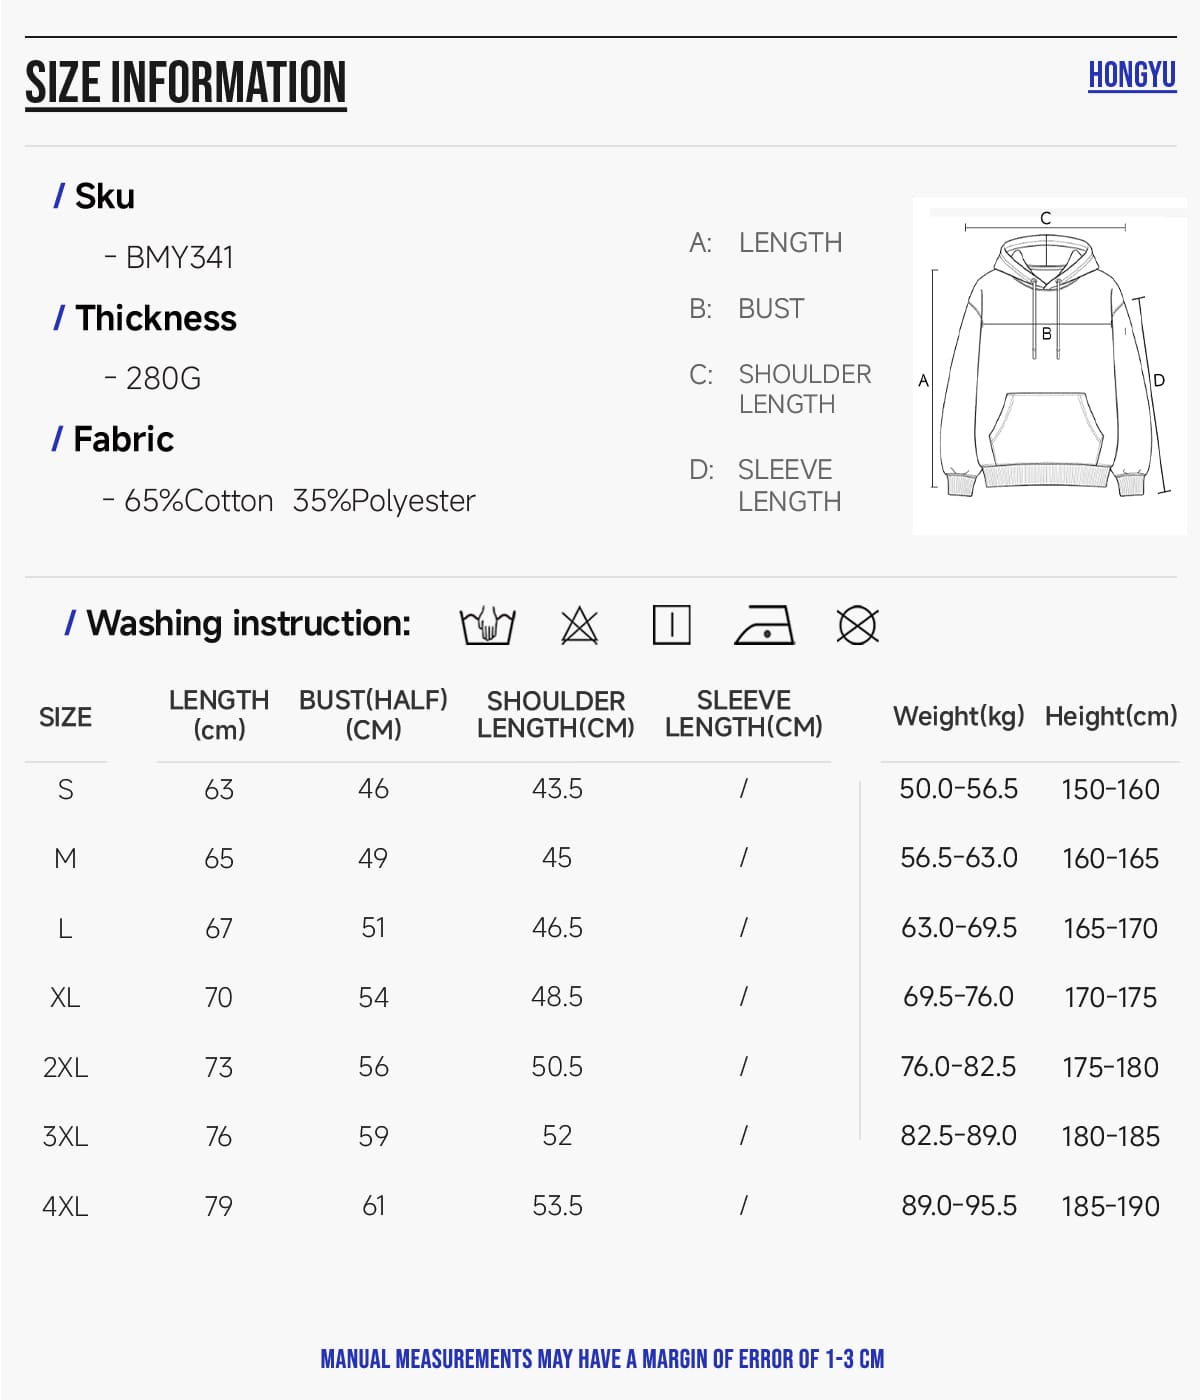 SIZE INFORMATION
HONGYU
/ Sku
- BMY341
/ Thickness
- 280G
/ Fabric
- 65%Cotton 35%Polyester
A: LENGTH
B: BUST
C: SHOULDER
LENGTH
D: SLEEVE
LENGTH
C
B
A
D
/ Washing instruction:
SIZE LENGTH (cm) BUST(HALF) (CM) SHOULDER LENGTH(CM) SLEEVE LENGTH(CM) Weight(kg) Height(cm)
S 63 46 43.5 / 50.0-56.5 150-160
M 65 49 45 / 56.5-63.0 160-165
L 67 51 46.5 / 63.0-69.5 165-170
XL 70 54 48.5 / 69.5-76.0 170-175
2XL 73 56 50.5 / 76.0-82.5 175-180
3XL 76 59 52 / 82.5-89.0 180-185
4XL 79 61 53.5 / 89.0-95.5 185-190
MANUAL MEASUREMENTS MAY HAVE A MARGIN OF ERROR OF 1-3 CM